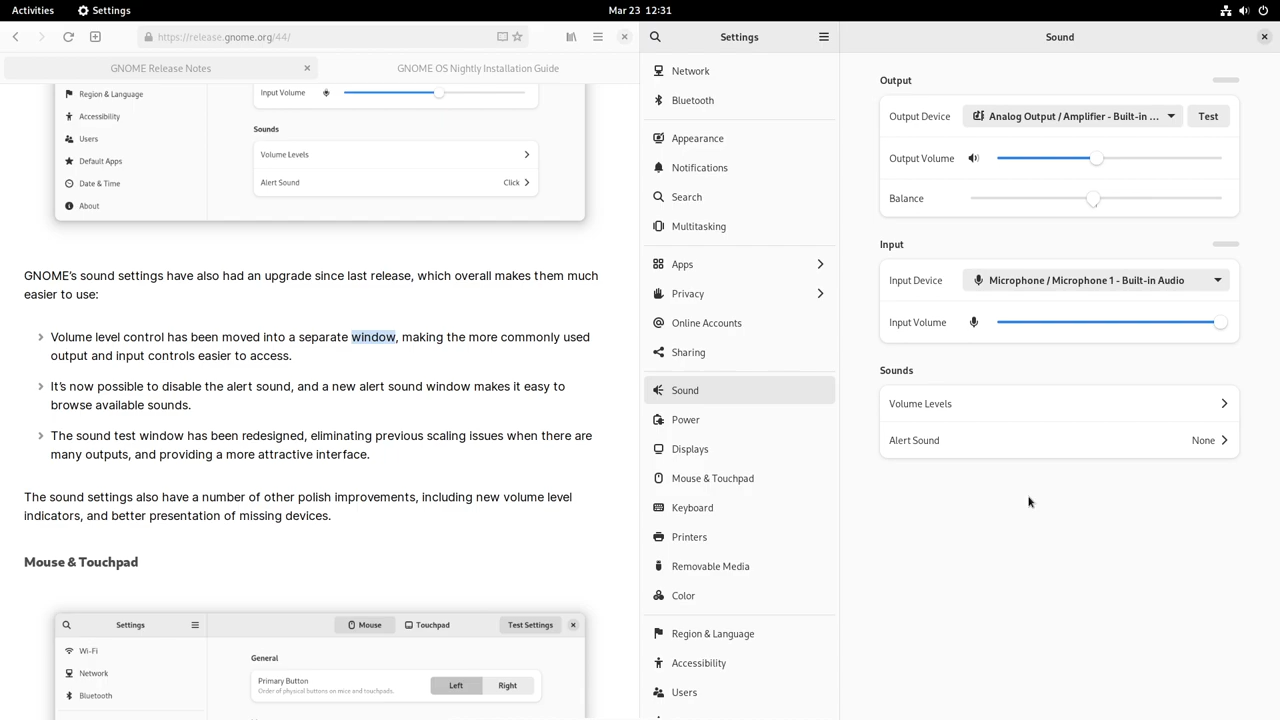 Activities
Settings
Mar 23 12:31
https://release.gnome.org/44/
GNOME Release Notes
GNOME OS Nightly Installation Guide
Region & Language
Accessibility
Users
Default Apps
Date & Time
About
Input Volume
Sounds
Volume Levels
Alert Sound
Click
GNOME's sound settings have also had an upgrade since last release, which overall makes them much
easier to use:
Volume level control has been moved into a separate window, making the more commonly used
output and input controls easier to access.
It's now possible to disable the alert sound, and a new alert sound window makes it easy to
browse available sounds.
The sound test window has been redesigned, eliminating previous scaling issues when there are
many outputs, and providing a more attractive interface.
The sound settings also have a number of other polish improvements, including new volume level
indicators, and better presentation of missing devices.
Mouse & Touchpad
Settings
Mouse
Touchpad
Test Settings
Wi-Fi
Network
Bluetooth
General
Primary Button
Order of physical buttons on mice and touchpads.
Left
Right
Settings
Network
Bluetooth
Appearance
Notifications
Search
Multitasking
Apps
Privacy
Online Accounts
Sharing
Sound
Power
Displays
Mouse & Touchpad
Keyboard
Printers
Removable Media
Color
Region & Language
Accessibility
Users
Sound
Output
Output Device
Analog Output / Amplifier - Built-in ...
Test
Output Volume
Balance
Input
Input Device
Microphone / Microphone 1 - Built-in Audio
Input Volume
Sounds
Volume Levels
Alert Sound
None